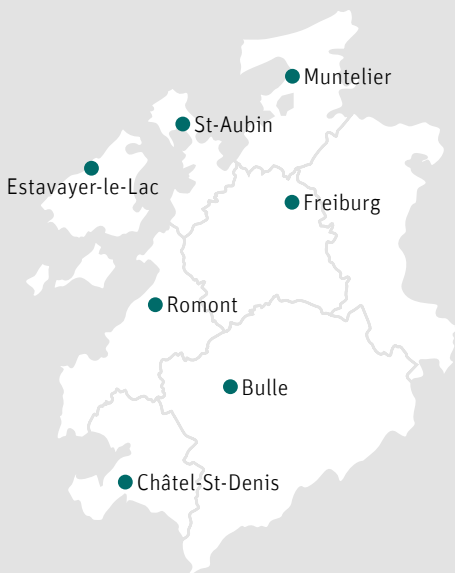 Muntelier
St-Aubin
Estavayer-le-Lac
Freiburg
Romont
Bulle
Châtel-St-Denis